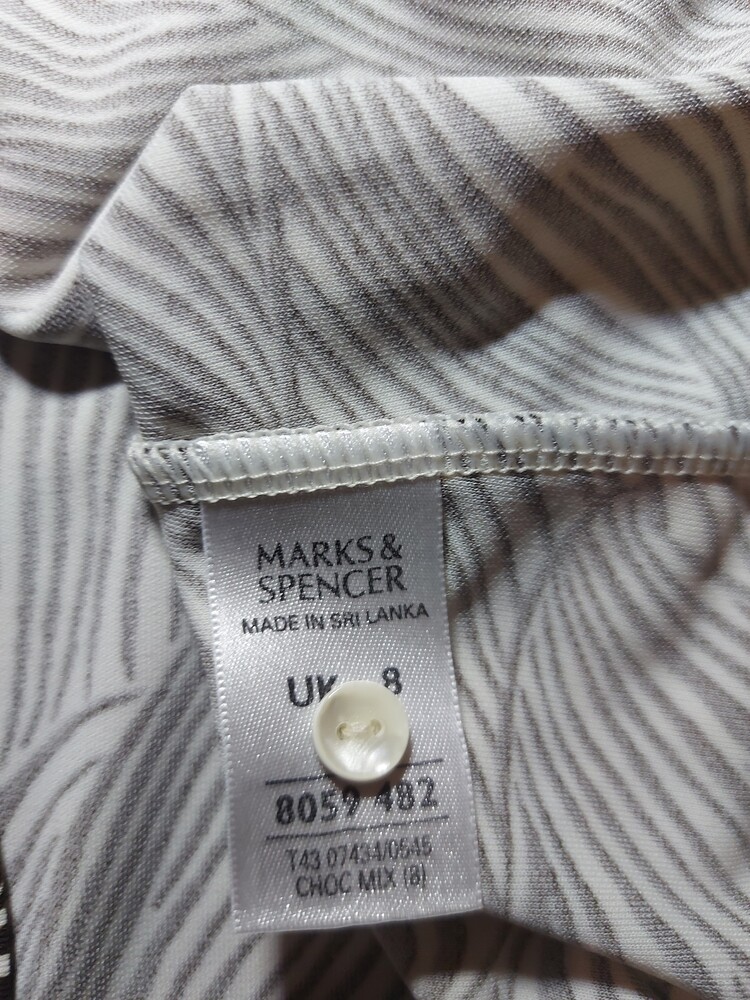 MARKS &
SPENCER
MADE IN SRI LANKA
UK 8
8059 482
T43 07434/0545
CHOC MIX (8)